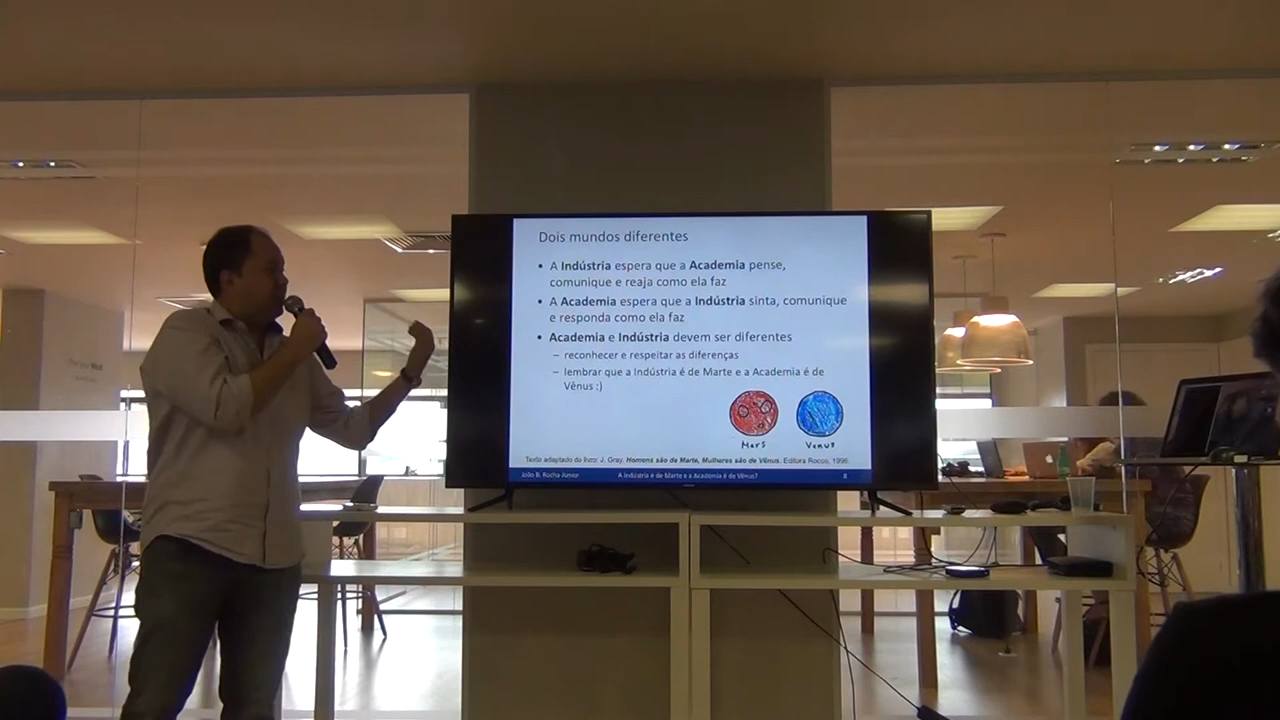 Dois mundos diferentes
• A Indústria espera que a Academia pense,
comunique e reaja como ela faz
• A Academia espera que a Indústria sinta, comunique
e responda como ela faz
• Academia e Indústria devem ser diferentes
– reconhecer e respeitar as diferenças
– lembrar que a Indústria é de Marte e a Academia é de
Vênus :)
Mars Venus
Texto adaptado do livro: J. Gray. Homens são de Marte, Mulheres são de Vênus. Editora Rocco, 1996.
João B. Rocha Junior A Indústria é de Marte e a Academia é de Vênus? 8